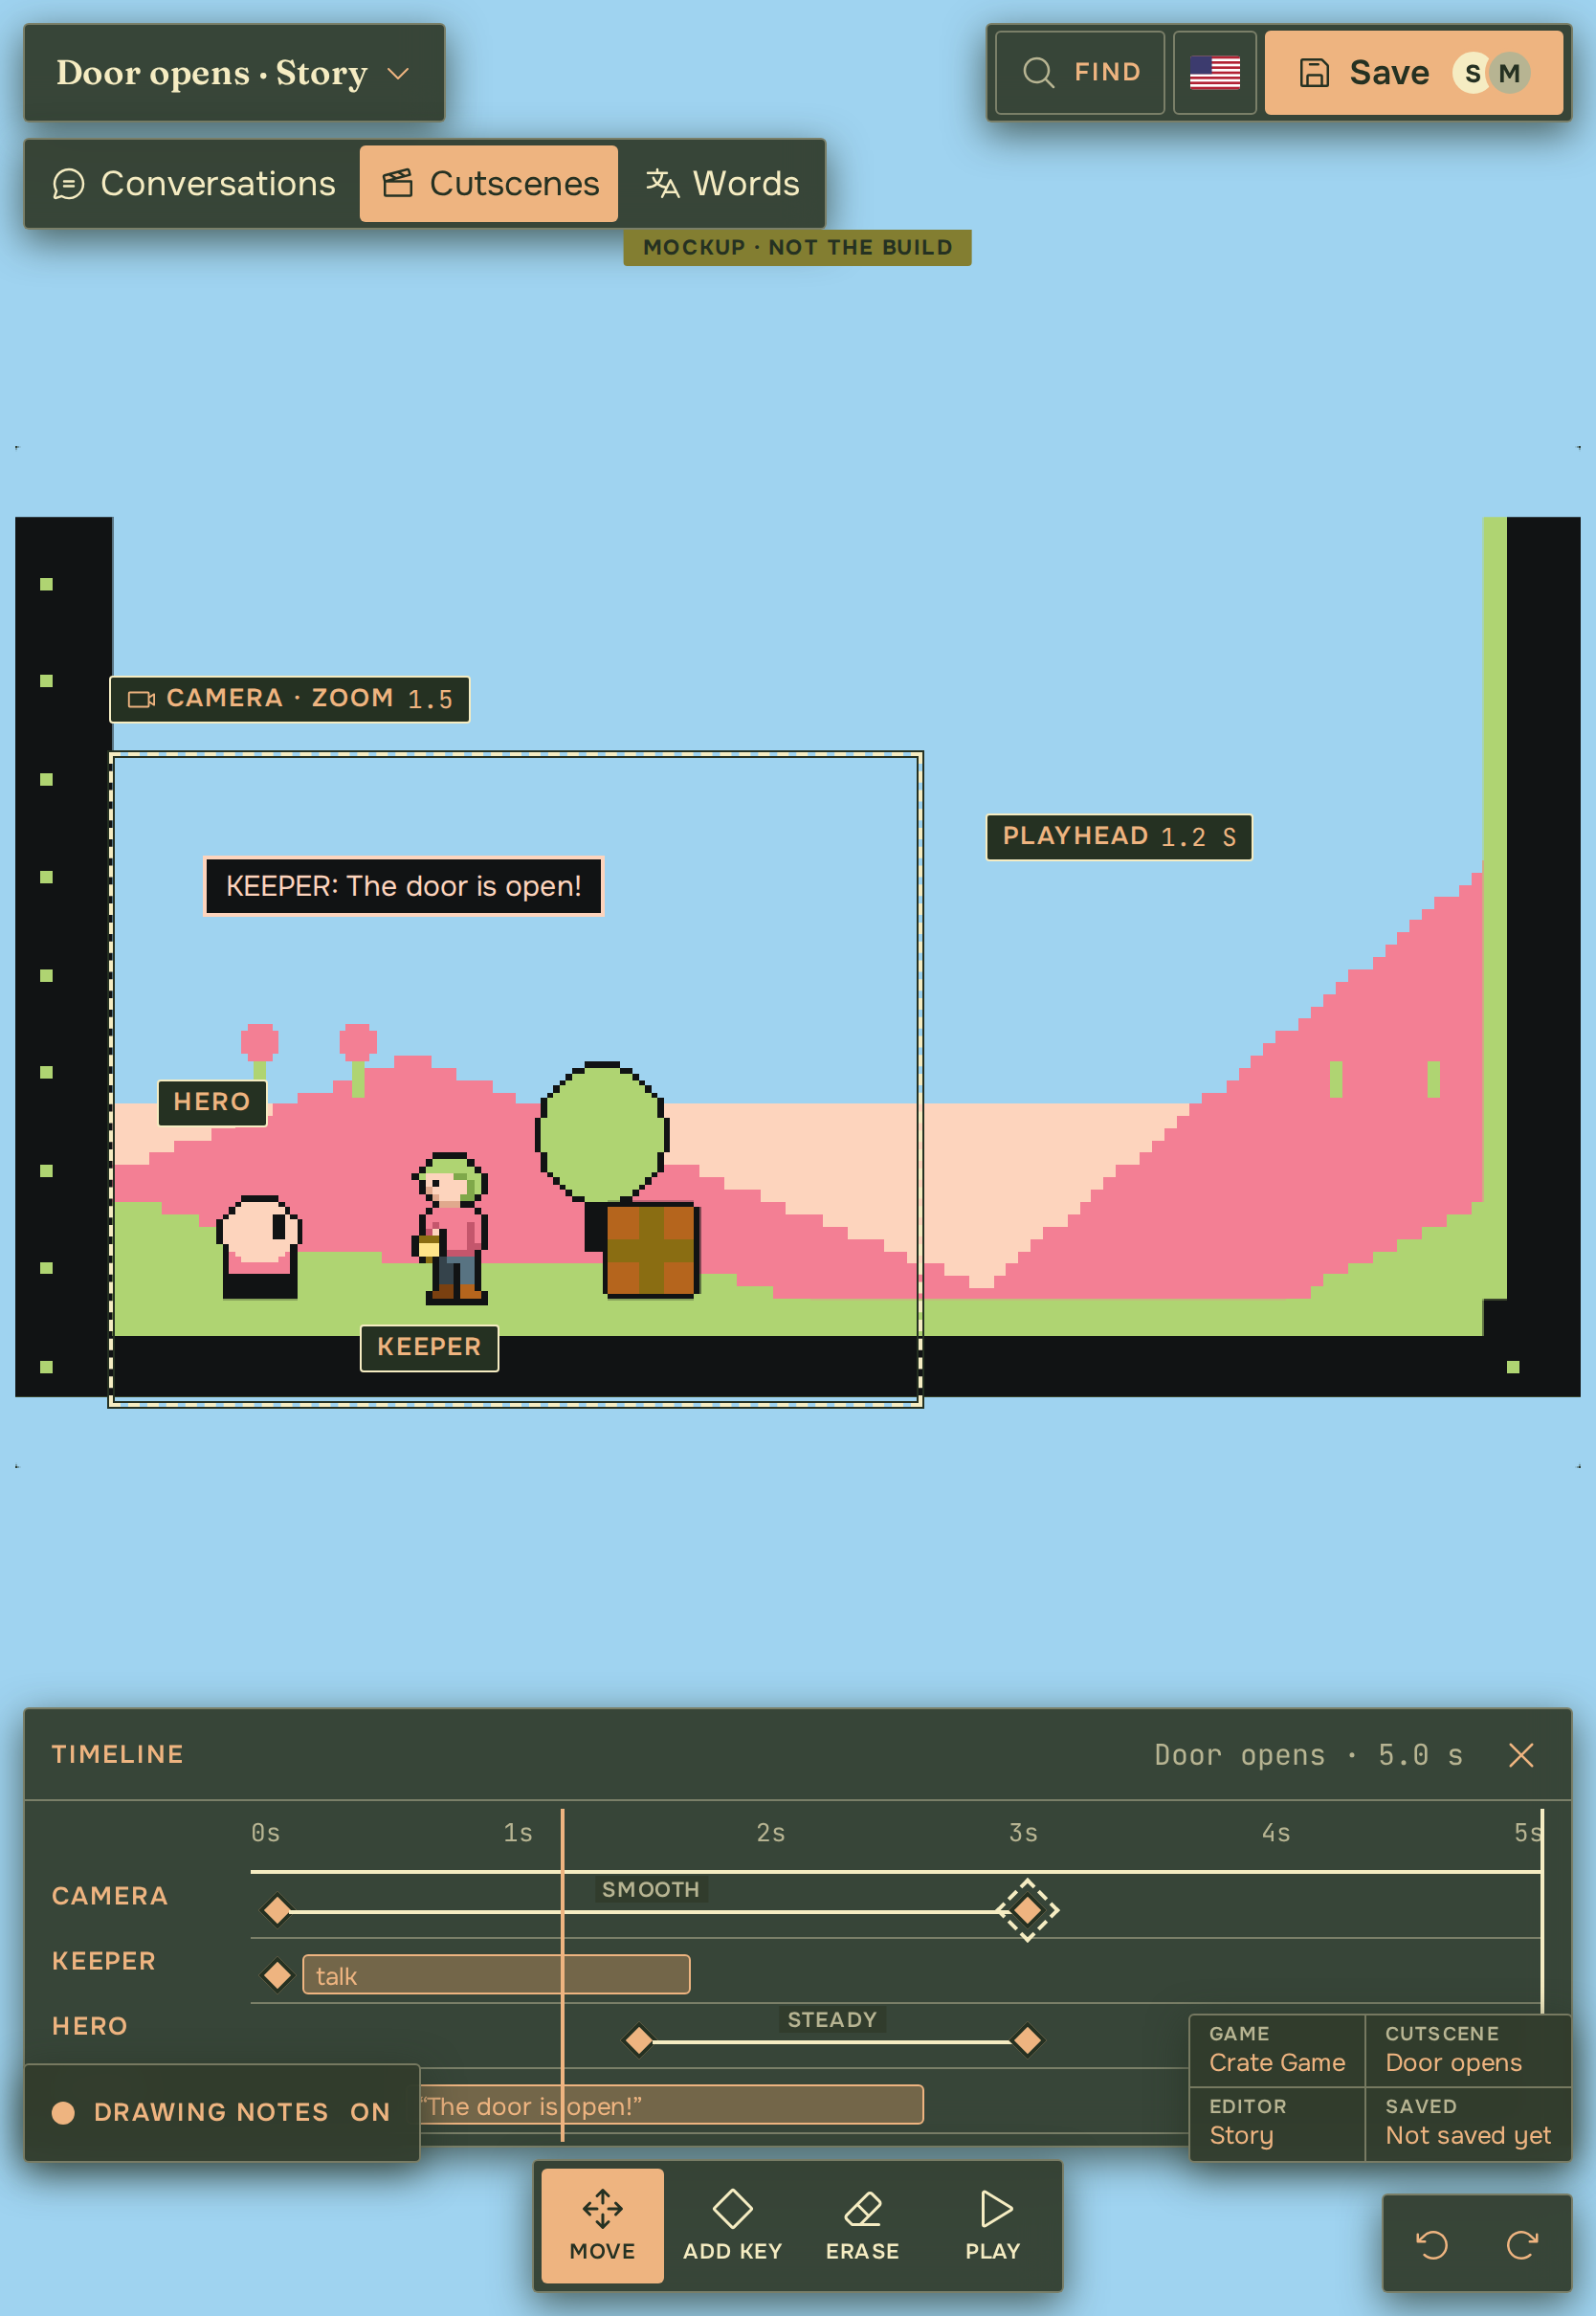 Door opens · Story
FIND
Save
S
M
Conversations
Cutscenes
Words
MOCKUP · NOT THE BUILD
CAMERA · ZOOM 1.5
PLAYHEAD 1.2 S
KEEPER: The door is open!
HERO
KEEPER
TIMELINE
Door opens · 5.0 s
0s 1s 2s 3s 4s 5s
CAMERA
SMOOTH
KEEPER
talk
HERO
STEADY
GAME
Crate Game
CUTSCENE
Door opens
DRAWING NOTES ON
“The door is open!”
EDITOR
Story
SAVED
Not saved yet
MOVE
ADD KEY
ERASE
PLAY